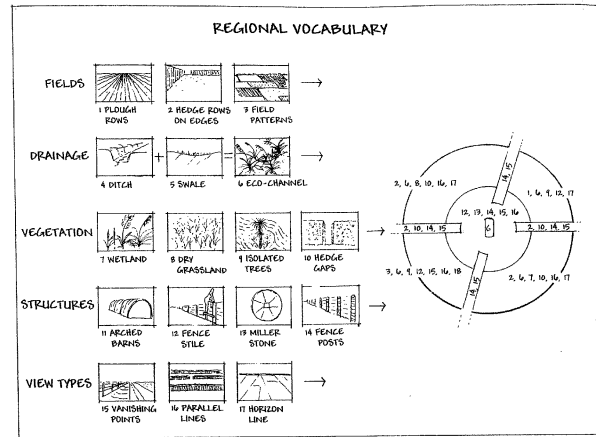 REGIONAL VOCABULARY
FIELDS
1 PLOUGH ROWS
2 HEDGE ROWS ON EDGES
3 FIELD PATTERNS
DRAINAGE
+
=
4 DITCH
5 SWALE
6 ECO-CHANNEL
VEGETATION
7 WETLAND
8 DRY GRASSLAND
9 ISOLATED TREES
10 HEDGE GAPS
STRUCTURES
11 ARCHED BARNS
12 FENCE STILE
13 MILLER STONE
14 FENCE POSTS
VIEW TYPES
15 VANISHING POINTS
16 PARALLEL LINES
17 HORIZON LINE
14, 15
2, 6, 8, 10, 16, 17
1, 6, 9, 12, 17
12, 13, 14, 15, 16
2, 10, 14, 15
6
2, 10, 14, 15
3, 6, 9, 12, 15, 16, 18
2, 6, 7, 10, 16, 17
14, 15